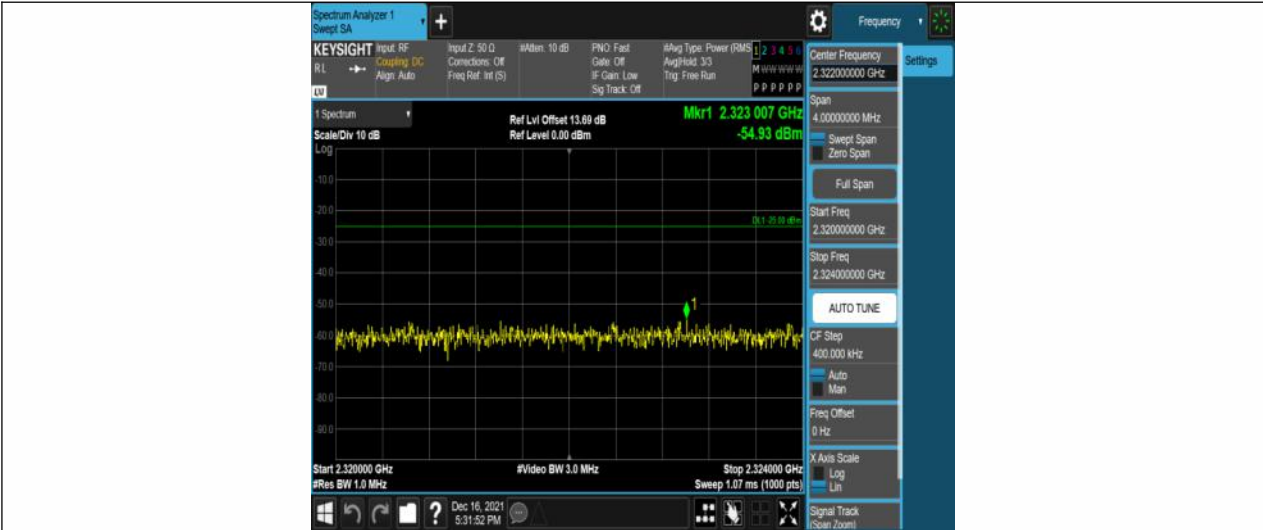 Spectrum Analyzer 1
Swept SA
Frequency
KEYSIGHT
Input: RF
Coupling: DC
Align: Auto
Input Z: 50 Ω
Corrections: Off
Freq Ref: Int (S)
#Atten: 10 dB
PNO: Fast
Gate: Off
IF Gain: Low
Sig Track: Off
#Avg Type: Power (RMS
Avg|Hold: 3/3
Trig: Free Run
1 2 3 4 5 6
M W W W W W
P P P P P P
RL
LV
1 Spectrum
Scale/Div 10 dB
Ref Lvl Offset 13.69 dB
Ref Level 0.00 dBm
Mkr1 2.323 007 GHz
-54.93 dBm
Log
-10.0
-20.0
-30.0
-40.0
-50.0
-60.0
-70.0
-80.0
-90.0
DL1 -25.00 dBm
1
Start 2.320000 GHz
#Res BW 1.0 MHz
#Video BW 3.0 MHz
Stop 2.324000 GHz
Sweep 1.07 ms (1000 pts)
Center Frequency
2.322000000 GHz
Settings
Span
4.00000000 MHz
Swept Span
Zero Span
Full Span
Start Freq
2.320000000 GHz
Stop Freq
2.324000000 GHz
AUTO TUNE
CF Step
400.000 kHz
Auto
Man
Freq Offset
0 Hz
X Axis Scale
Log
Lin
Signal Track
(Span Zoom)
?
Dec 16, 2021
5:31:52 PM